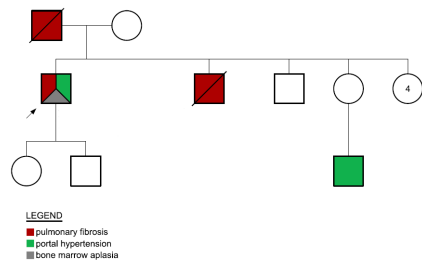 4
LEGEND
pulmonary fibrosis
portal hypertension
bone marrow aplasia